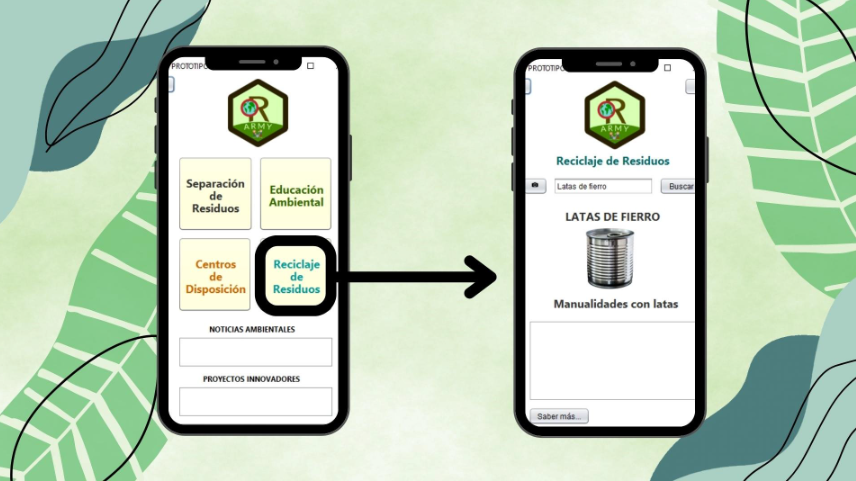 PROTOTIPO
R
ARMY
Separación
de
Residuos
Educación
Ambiental
Centros
de
Disposición
Reciclaje
de
Residuos
NOTICIAS AMBIENTALES
PROYECTOS INNOVADORES
PROTOTIPO
R
ARMY
Reciclaje de Residuos
Latas de fierro
Buscar
LATAS DE FIERRO
Manualidades con latas
Saber más...